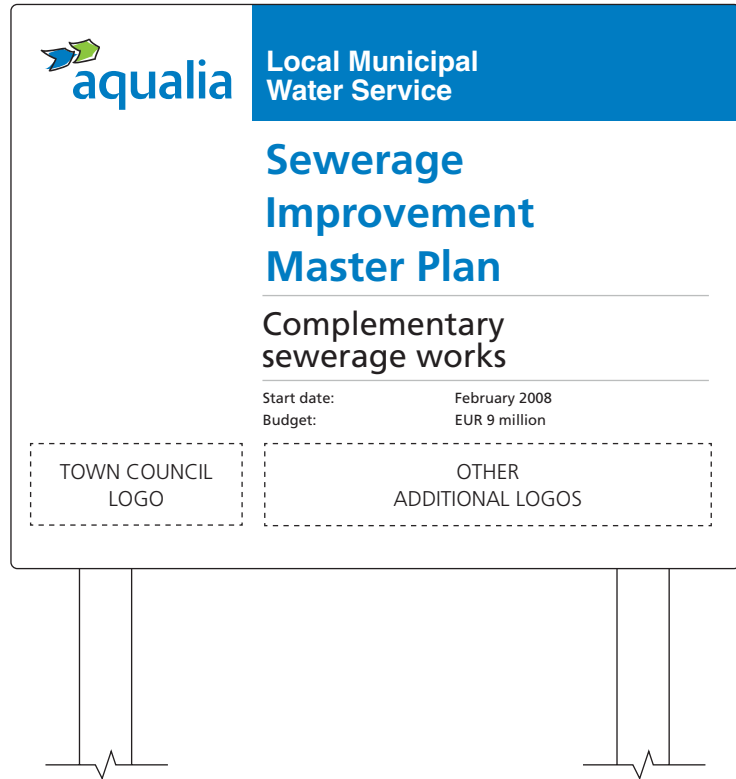 aqualia
Local Municipal
Water Service
Sewerage
Improvement
Master Plan
Complementary
sewerage works
Start date: February 2008
Budget: EUR 9 million
TOWN COUNCIL
LOGO
OTHER
ADDITIONAL LOGOS